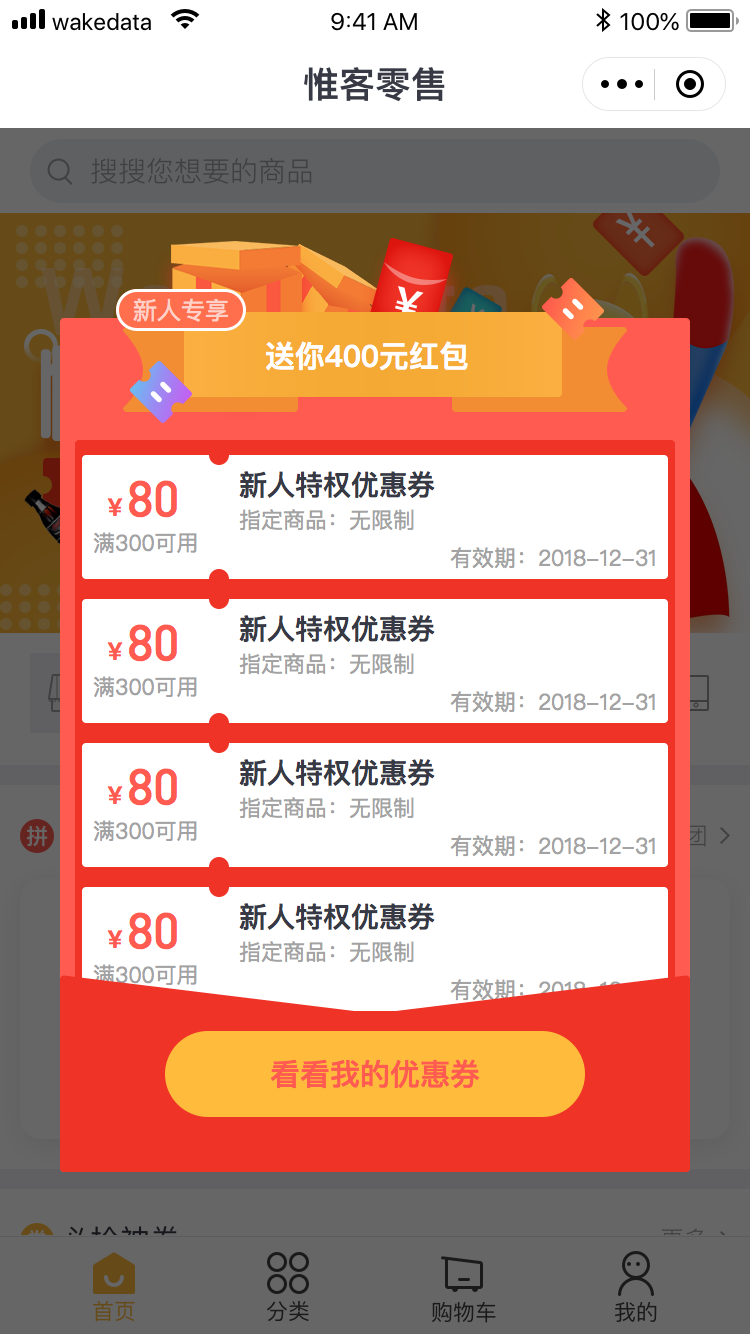 wakedata 9:41 AM 100%
惟客零售
搜搜您想要的商品
新人专享
送你400元红包
¥80
新人特权优惠券
指定商品：无限制
满300可用
有效期：2018-12-31
¥80
新人特权优惠券
指定商品：无限制
满300可用
有效期：2018-12-31
¥80
新人特权优惠券
指定商品：无限制
满300可用
有效期：2018-12-31
¥80
新人特权优惠券
指定商品：无限制
满300可用
有效期：2018
拼
团
看看我的优惠券
更多
首页 分类 购物车 我的